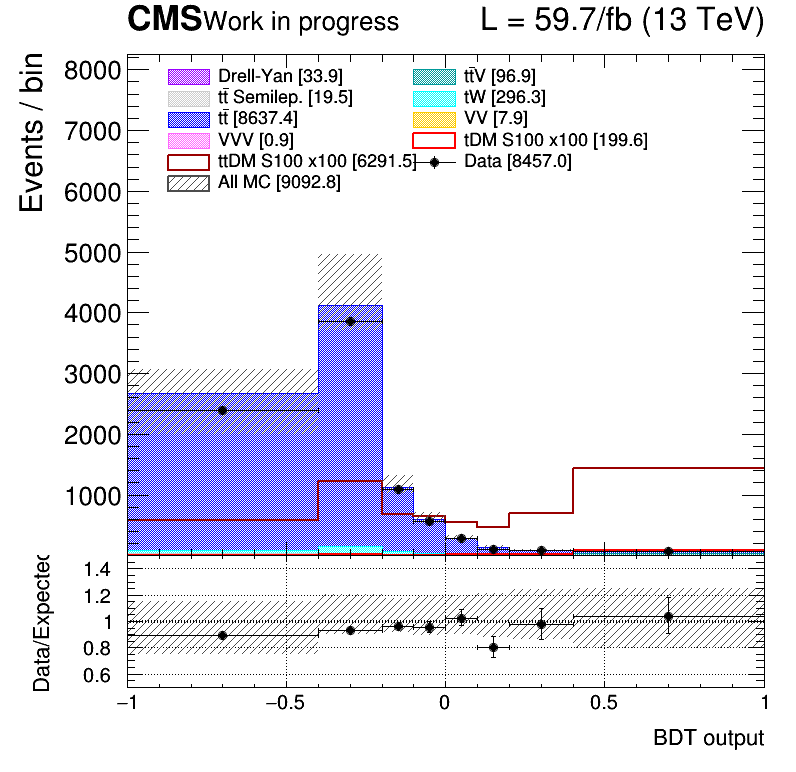 CMS Work in progress L = 59.7/fb (13 TeV)
Events / bin
8000
7000
6000
5000
4000
3000
2000
1000
Drell-Yan [33.9] tt̄V [96.9]
tt̄ Semilep. [19.5] tW [296.3]
tt̄ [8637.4] VV [7.9]
VVV [0.9] tDM S100 x100 [199.6]
ttDM S100 x100 [6291.5] Data [8457.0]
All MC [9092.8]
Data/Expected
1.4
1.2
1
0.8
0.6
−1 −0.5 0 0.5 1
BDT output